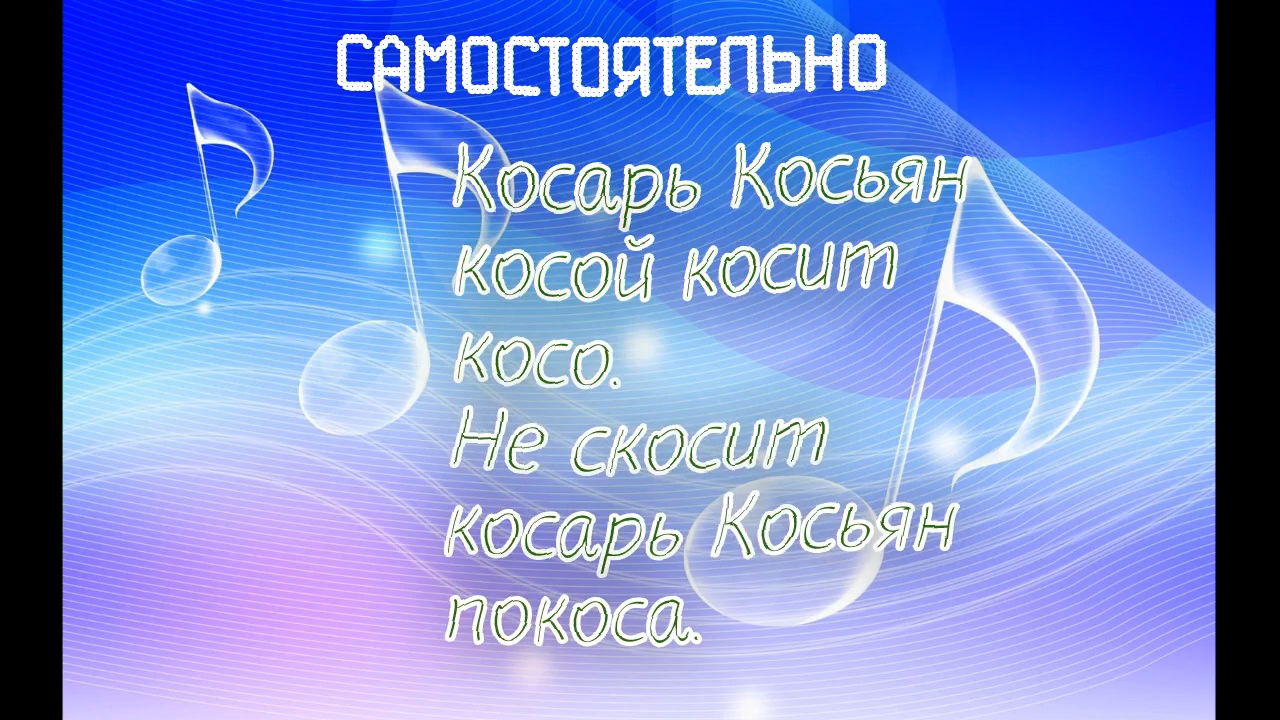 САМОСТОЯТЕЛЬНО
Косарь Косьян
косой косит
косо.
Не скосит
косарь Косьян
покоса.